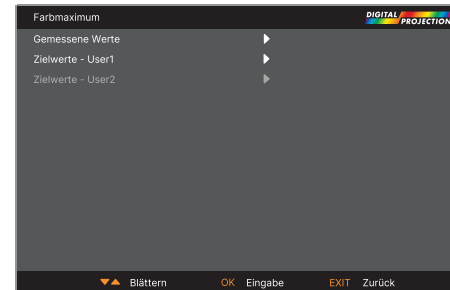 Farbmaximum
DIGITAL PROJECTION
Gemessene Werte
Zielwerte - User1
Zielwerte - User2
Blättern OK Eingabe EXIT Zurück